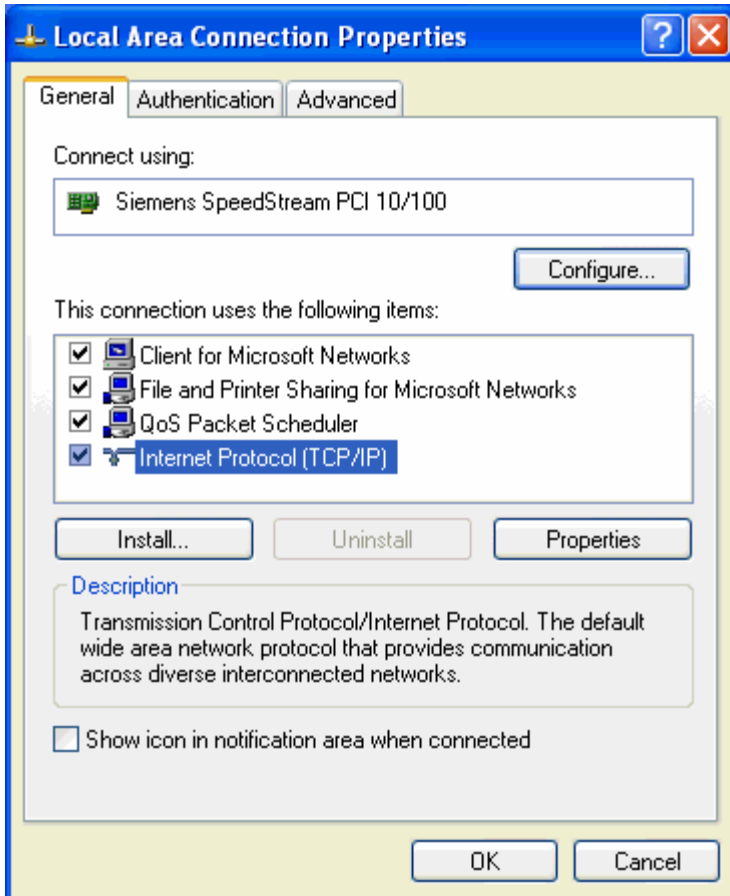 Local Area Connection Properties
General Authentication Advanced
Connect using:
Siemens SpeedStream PCI 10/100
Configure...
This connection uses the following items:
Client for Microsoft Networks
File and Printer Sharing for Microsoft Networks
QoS Packet Scheduler
Internet Protocol (TCP/IP)
Install... Uninstall Properties
Description
Transmission Control Protocol/Internet Protocol. The default
wide area network protocol that provides communication
across diverse interconnected networks.
Show icon in notification area when connected
OK Cancel